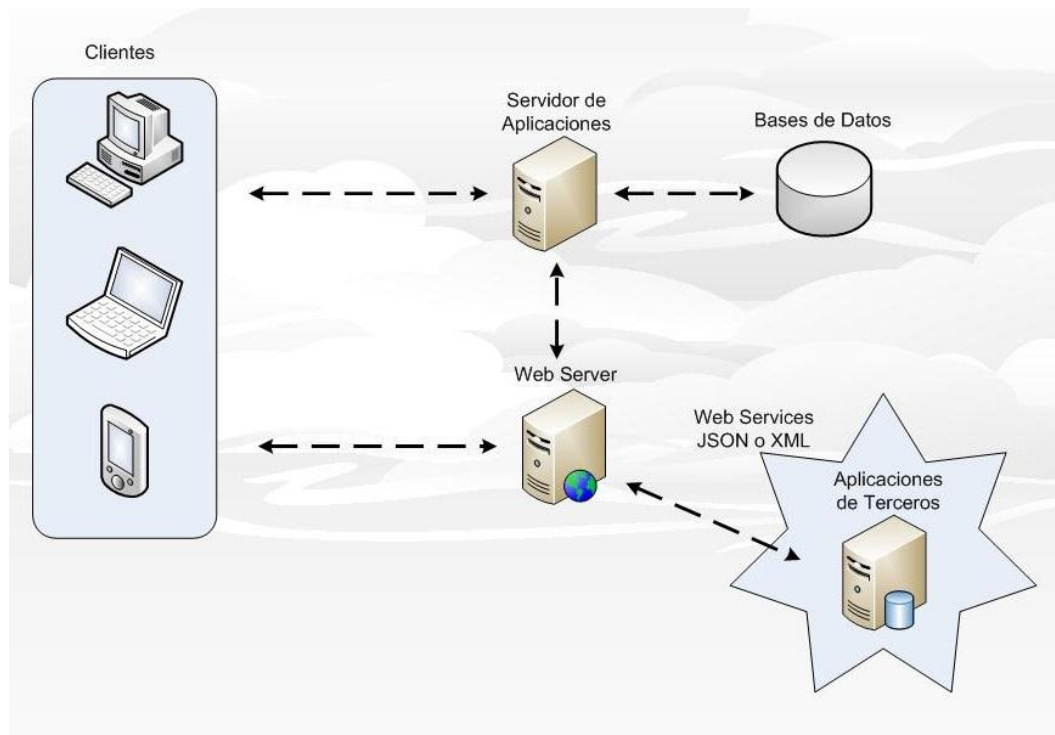 Clientes
Servidor de
Aplicaciones
Bases de Datos
Web Server
Web Services
JSON o XML
Aplicaciones
de Terceros